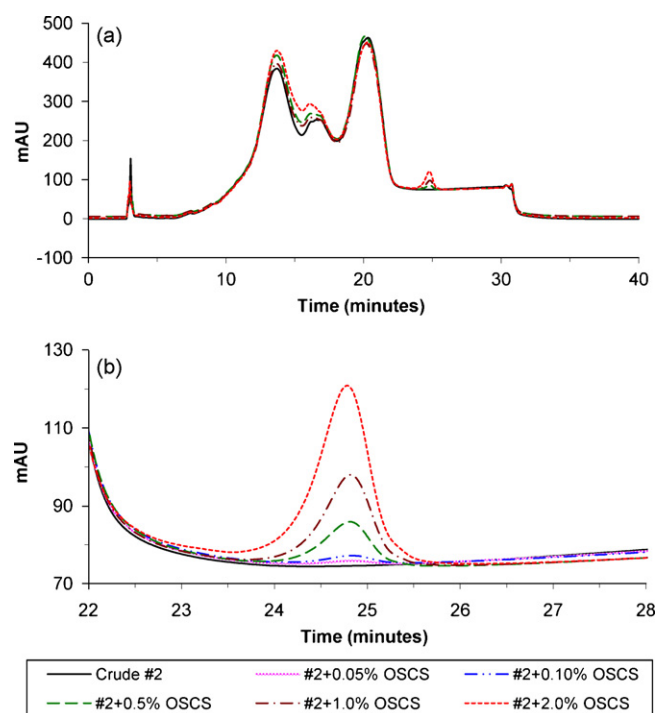 (a)
500
400
300
200
100
0
-100
mAU
0 10 20 30 40
Time (minutes)
(b)
130
110
90
70
mAU
22 23 24 25 26 27 28
Time (minutes)
Crude #2 #2+0.05% OSCS #2+0.10% OSCS
#2+0.5% OSCS #2+1.0% OSCS #2+2.0% OSCS